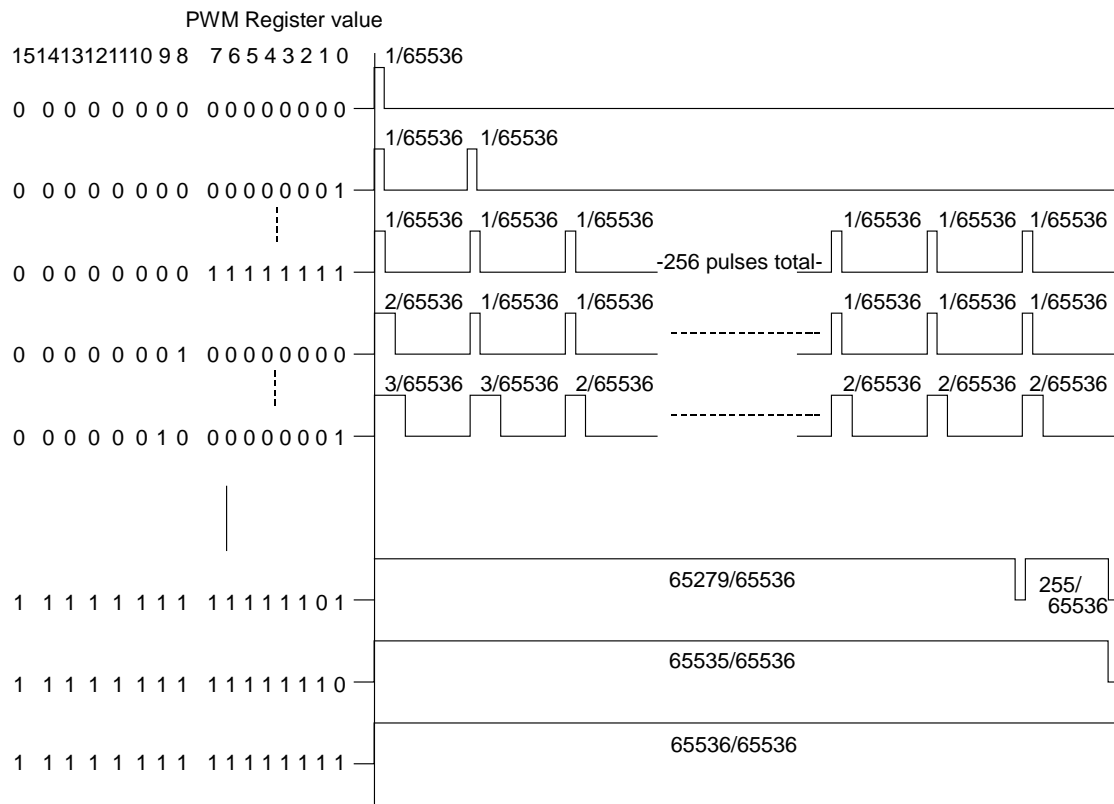 PWM Register value
15 14 13 12 11 10 9 8 7 6 5 4 3 2 1 0
1/65536
0 0 0 0 0 0 0 0 0 0 0 0 0 0 0 0
1/65536 1/65536
0 0 0 0 0 0 0 0 0 0 0 0 0 0 0 1
1/65536 1/65536 1/65536 1/65536 1/65536 1/65536
-256 pulses total-
0 0 0 0 0 0 0 0 1 1 1 1 1 1 1 1
2/65536 1/65536 1/65536 1/65536 1/65536 1/65536
0 0 0 0 0 0 0 1 0 0 0 0 0 0 0 0
3/65536 3/65536 2/65536 2/65536 2/65536 2/65536
0 0 0 0 0 0 1 0 0 0 0 0 0 0 0 1
65279/65536
255/
65536
1 1 1 1 1 1 1 1 1 1 1 1 1 1 0 1
65535/65536
1 1 1 1 1 1 1 1 1 1 1 1 1 1 1 0
65536/65536
1 1 1 1 1 1 1 1 1 1 1 1 1 1 1 1